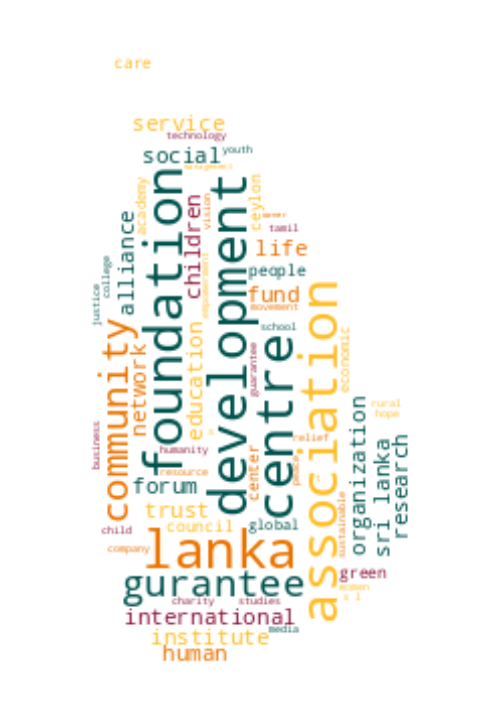 care
service
technology
social
youth
management
foundation
development
academy
children
vision
ceylon
alliance
tamil
life
college
justice
people
empowerment
fund
movement
association
community
network
education
school
centre
guarantee
economic
rural
hope
business
humanity
relief
organization
sri lanka
research
center
resource
peace
forum
trust
council
global
sustainable
child
lanka
company
green
gurantee
women
s l
charity
studies
international
media
institute
human